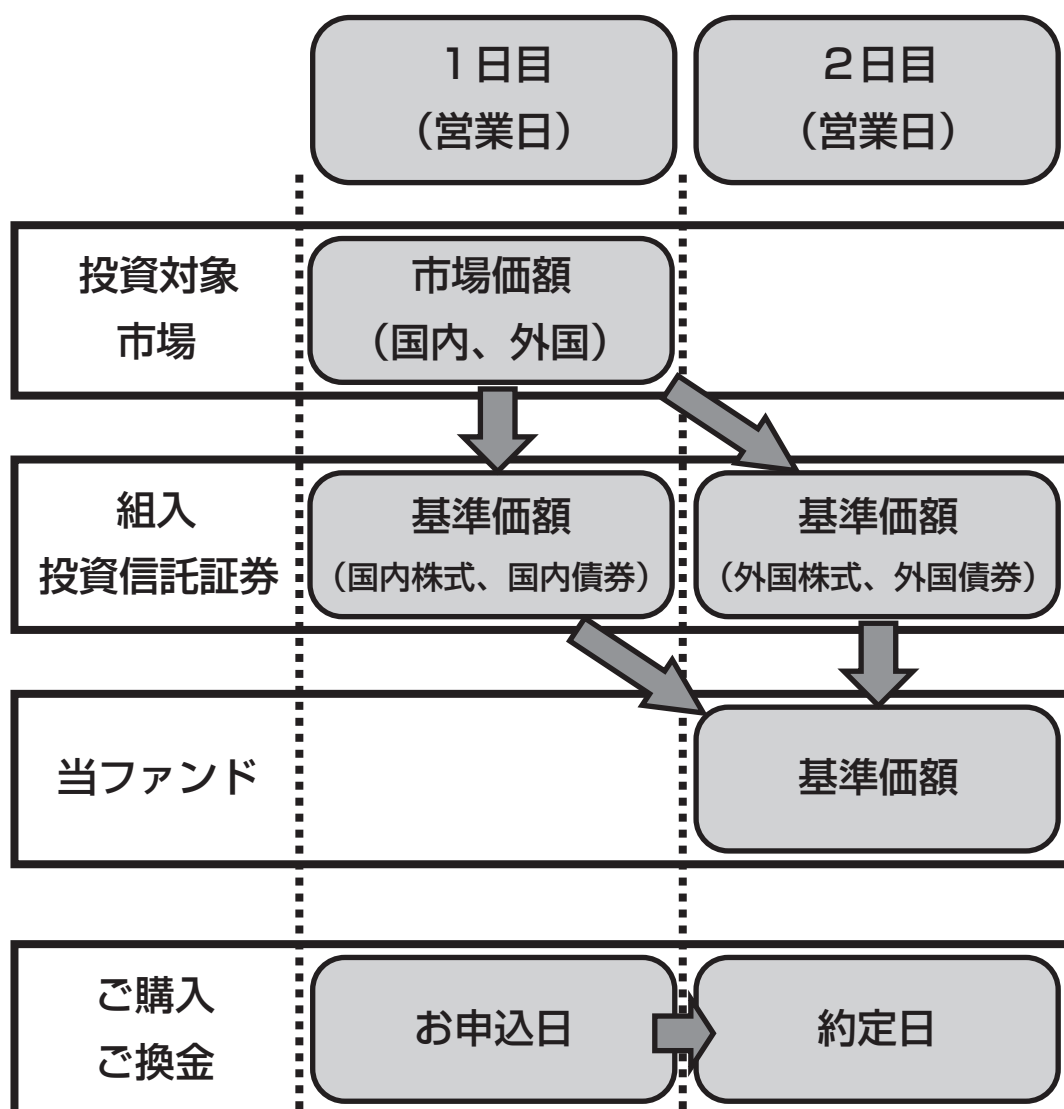 １日目
（営業日）
２日目
（営業日）
投資対象
市場
市場価額
（国内、外国）
組入
投資信託証券
基準価額
（国内株式、国内債券）
基準価額
（外国株式、外国債券）
当ファンド
基準価額
ご購入
ご換金
お申込日
約定日